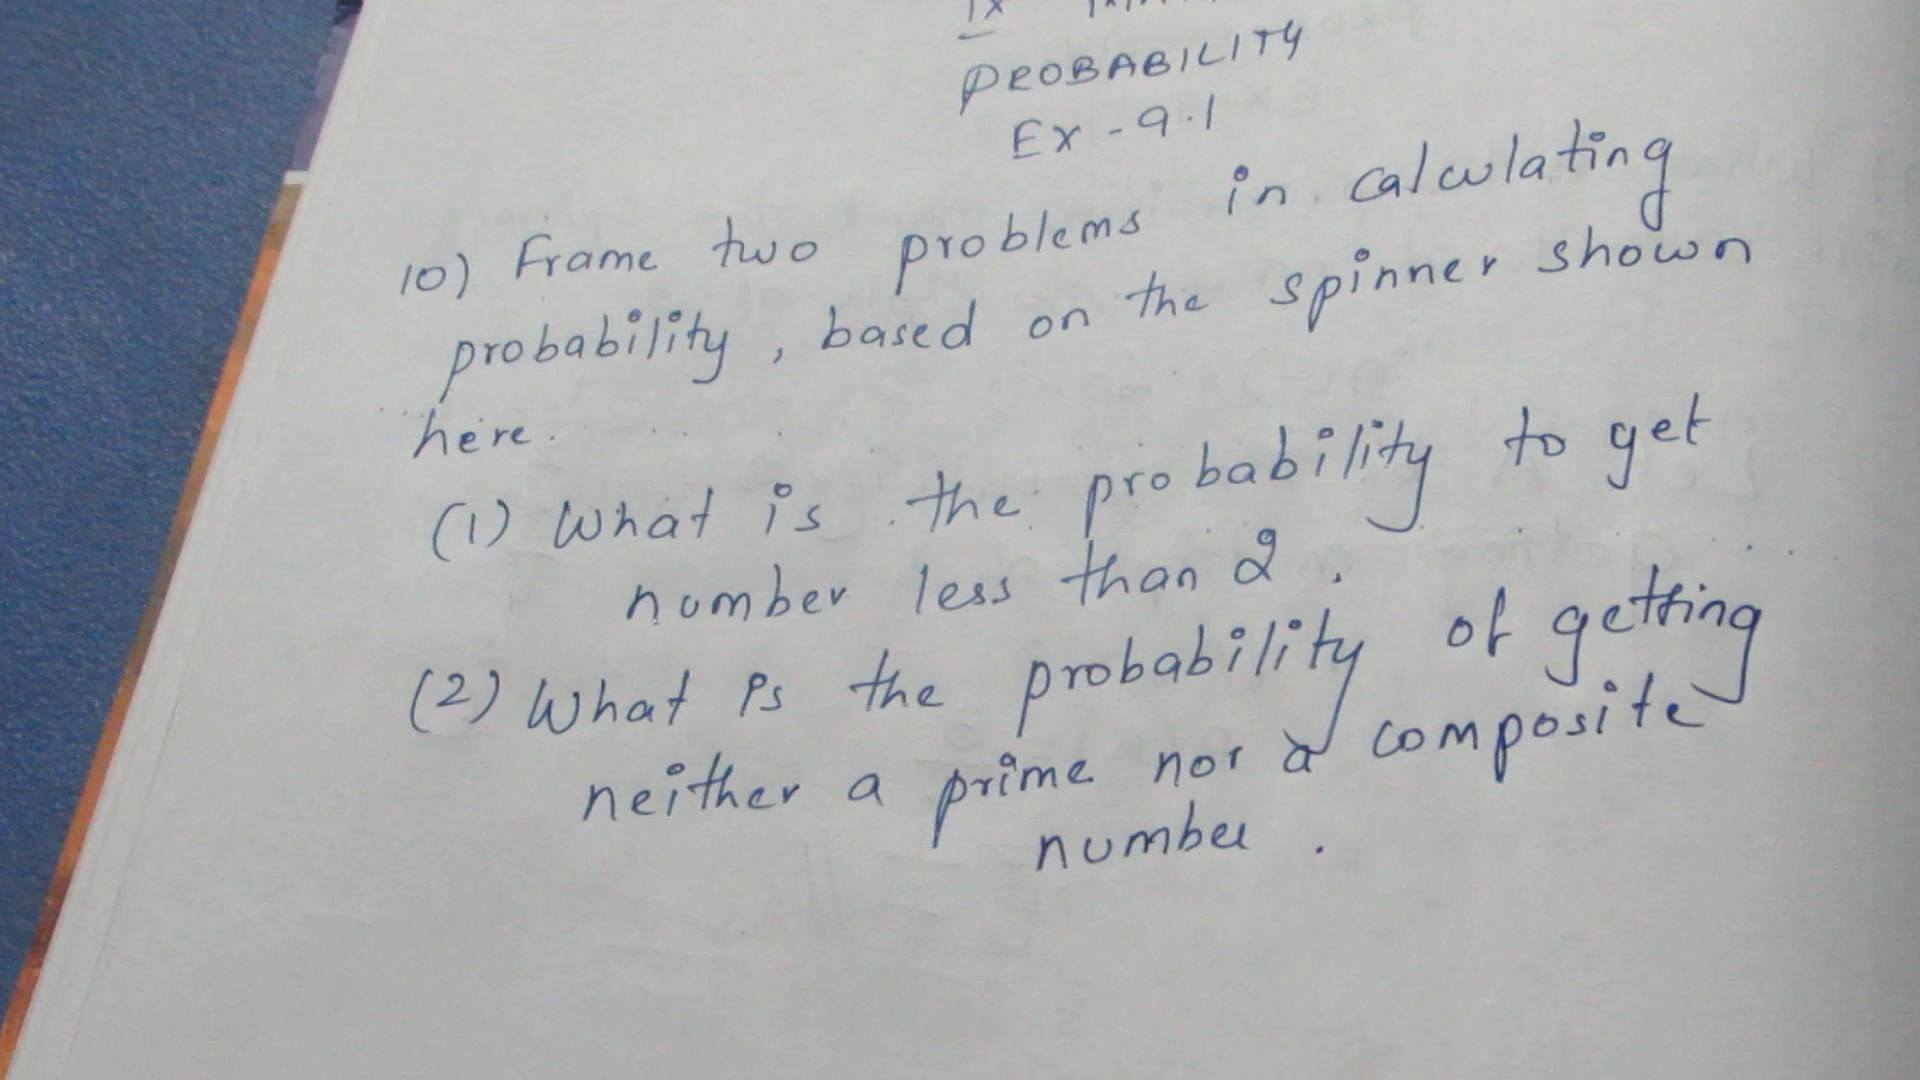 IX
PROBABILITY
Ex - 9.1
10) Frame two problems in calculating
probability, based on the spinner shown
here.
(1) What is the probability to get
number less than 2.
(2) What is the probability of getting
neither a prime nor a composite
number.